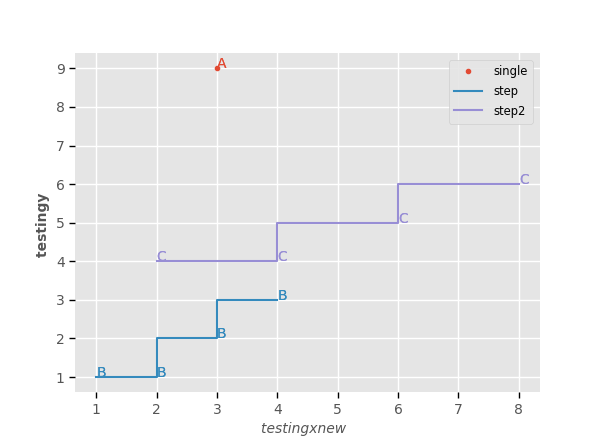 A
single
step
step2
9
8
7
6
5
4
3
2
1
testingy
C
C
C
C
B
B
B
B
1 2 3 4 5 6 7 8
testingxnew